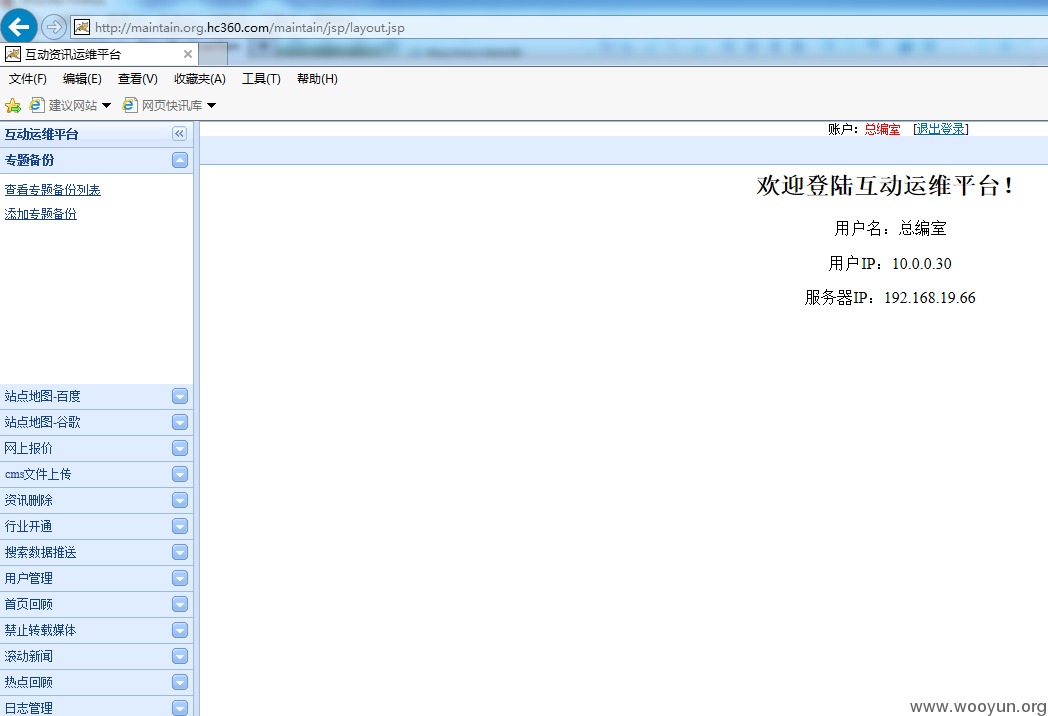 http://maintain.org.hc360.com/maintain/jsp/layout.jsp
互动资讯运维平台
文件(F) 编辑(E) 查看(V) 收藏夹(A) 工具(T) 帮助(H)
建议网站 网页快讯库
互动运维平台
账户：总编室 [退出登录]
专题备份
查看专题备份列表
添加专题备份
欢迎登陆互动运维平台！
用户名：总编室
用户IP：10.0.0.30
服务器IP：192.168.19.66
站点地图-百度
站点地图-谷歌
网上报价
cms文件上传
资讯删除
行业开通
搜索数据推送
用户管理
首页回顾
禁止转载媒体
滚动新闻
热点回顾
日志管理
www.wooyun.org